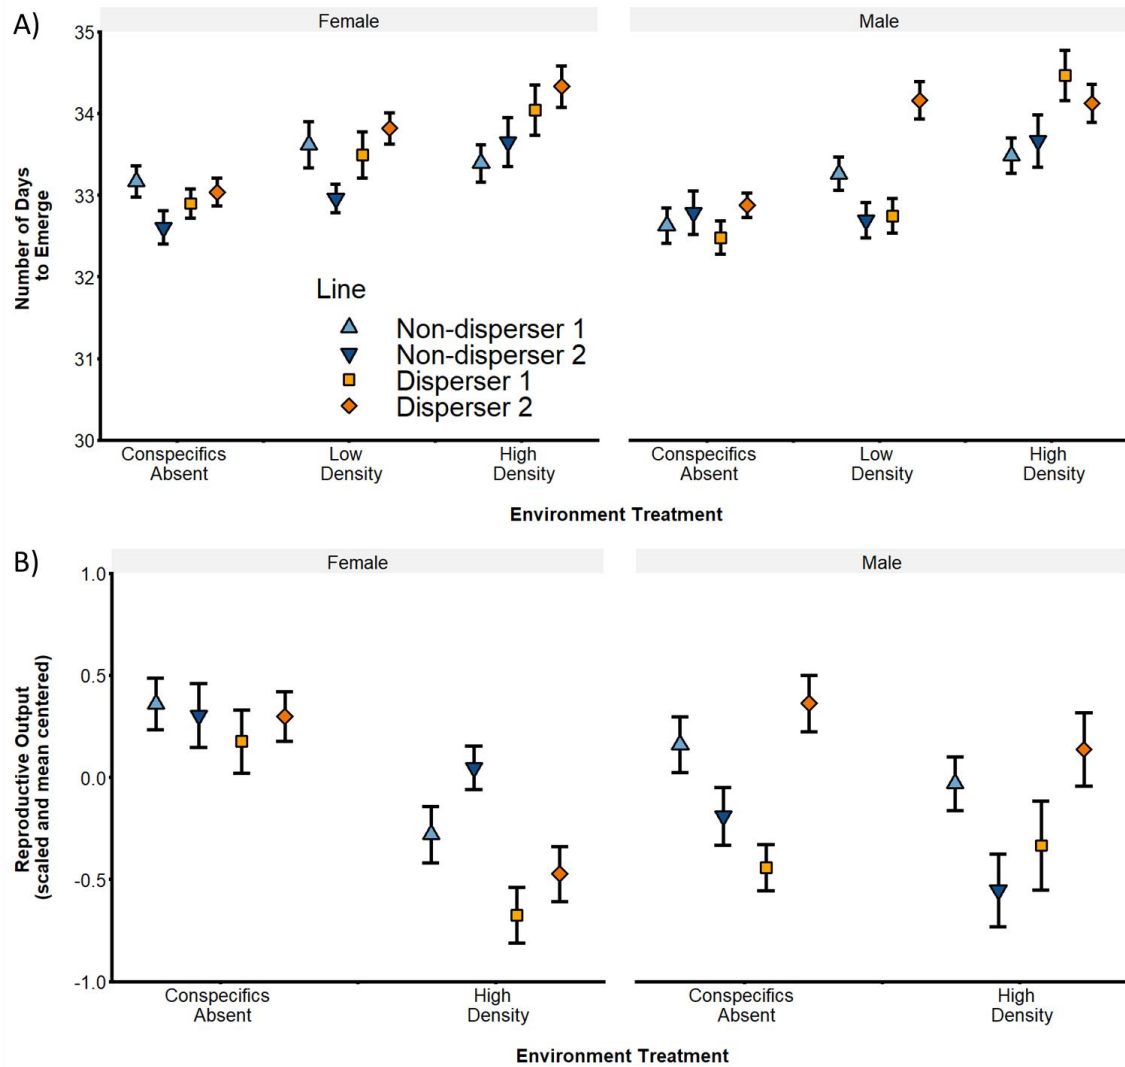 A)
Female
Male
35
34
33
32
31
30
Number of Days
to Emerge
Line
Non-disperser 1
Non-disperser 2
Disperser 1
Disperser 2
Conspecifics
Absent
Low
Density
High
Density
Conspecifics
Absent
Low
Density
High
Density
Environment Treatment
B)
Female
Male
1.0
0.5
0.0
-0.5
-1.0
Reproductive Output
(scaled and mean centered)
Conspecifics
Absent
High
Density
Conspecifics
Absent
High
Density
Environment Treatment